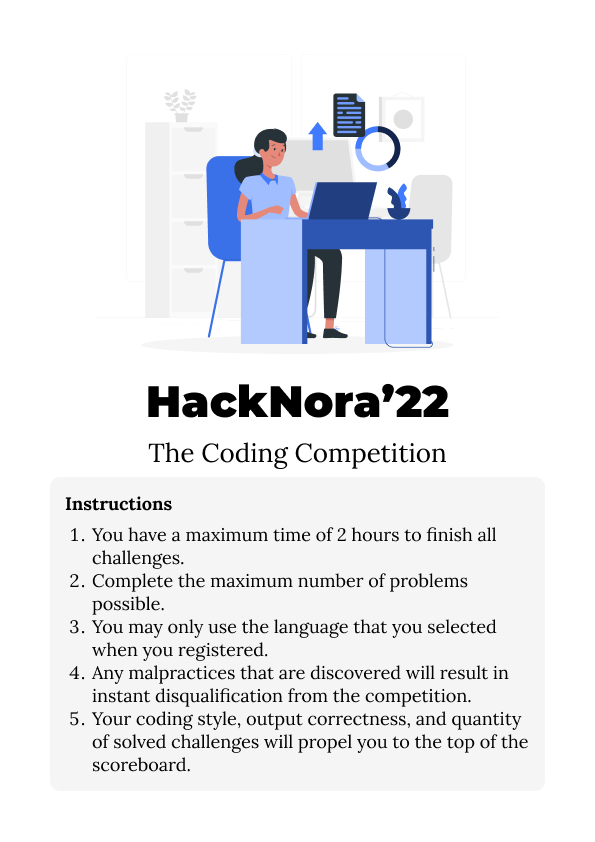 HackNora’22
The Coding Competition
Instructions
1. You have a maximum time of 2 hours to finish all
challenges.
2. Complete the maximum number of problems
possible.
3. You may only use the language that you selected
when you registered.
4. Any malpractices that are discovered will result in
instant disqualification from the competition.
5. Your coding style, output correctness, and quantity
of solved challenges will propel you to the top of the
scoreboard.